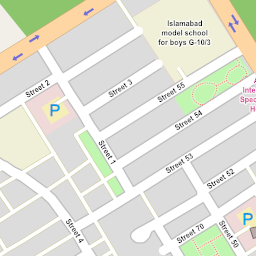 Islamabad
model school
for boys G-10/3
Street 2
Street 3
Street 55
P
Street 54
Street 1
Street 53
Street 52
Street 4
Street 70
P